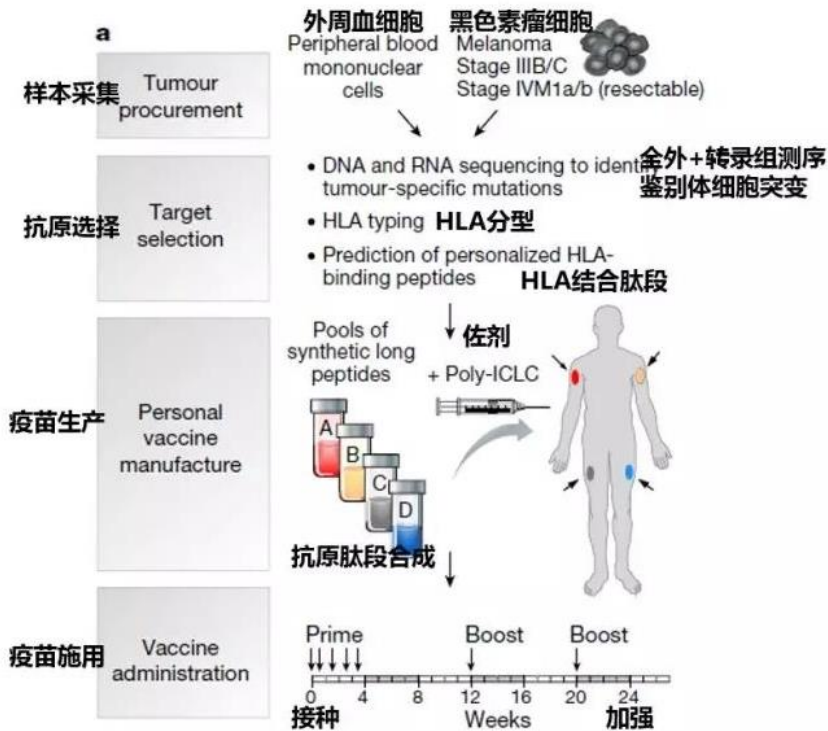 a
外周血细胞
Peripheral blood
mononuclear
cells
黑色素瘤细胞
Melanoma
Stage IIIB/C
Stage IVM1a/b (resectable)
样本采集
Tumour
procurement
抗原选择
Target
selection
• DNA and RNA sequencing to identify
tumour-specific mutations
全外+转录组测序
鉴别体细胞突变
• HLA typing
HLA分型
• Prediction of personalized HLA-
binding peptides
HLA结合肽段
疫苗生产
Personal
vaccine
manufacture
Pools of
synthetic long
peptides
佐剂
+ Poly-ICLC
A
B
C
D
抗原肽段合成
疫苗施用
Vaccine
administration
Prime
Boost
Boost
0 4 8 12 16 20 24
接种
Weeks
加强